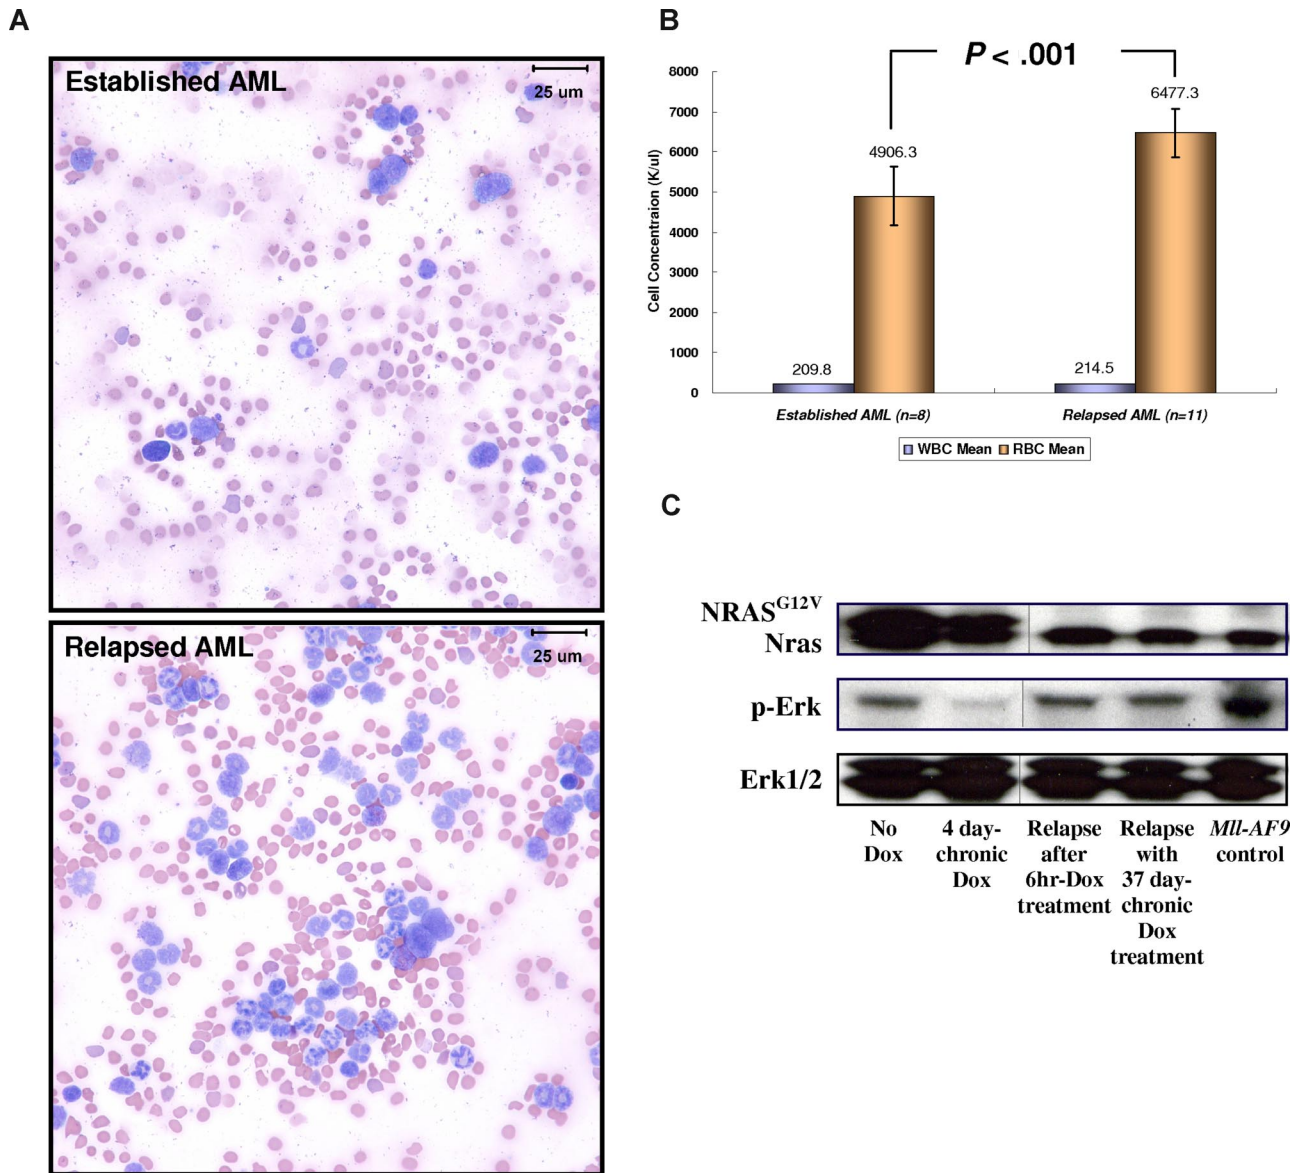 A
Established AML
25 um
Relapsed AML
25 um
B
P < .001
8000
7000
6000
5000
4000
3000
2000
1000
0
Cell Concentraion (K/ul)
209.8
4906.3
214.5
6477.3
Established AML (n=8)
Relapsed AML (n=11)
WBC Mean
RBC Mean
C
NRASG12V
Nras
p-Erk
Erk1/2
No
Dox
4 day-
chronic
Dox
Relapse
after
6hr-Dox
treatment
Relapse
with
37 day-
chronic
Dox
treatment
Mll-AF9
control